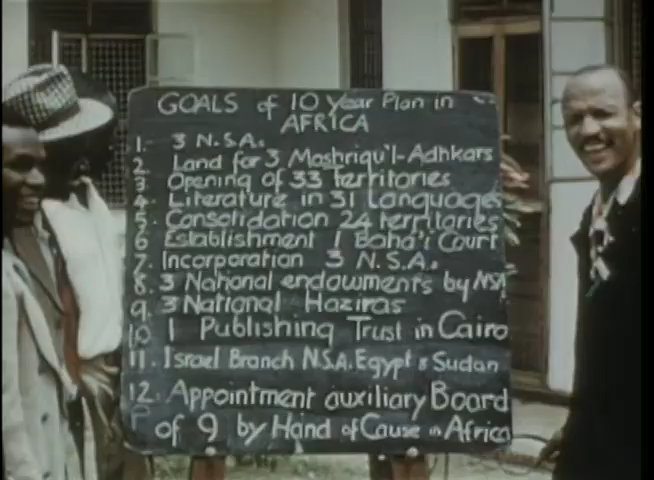 GOALS of 10 Year Plan in
AFRICA
1. 3 N.S.A.
2. Land for 3 Mashriqu'l-Adhkars
3. Opening of 33 territories
4. Literature in 31 Languages
5. Consolidation 24 territories
6 Establishment 1 Bahá'í Court
7. Incorporation 3 N.S.A.
8. 3 National endowments by NSA
9. 3 National Haziras
10. 1 Publishing Trust in Cairo
11. Israel Branch N.S.A. Egypt & Sudan
12. Appointment auxiliary Board
of 9 by Hand of Cause in Africa